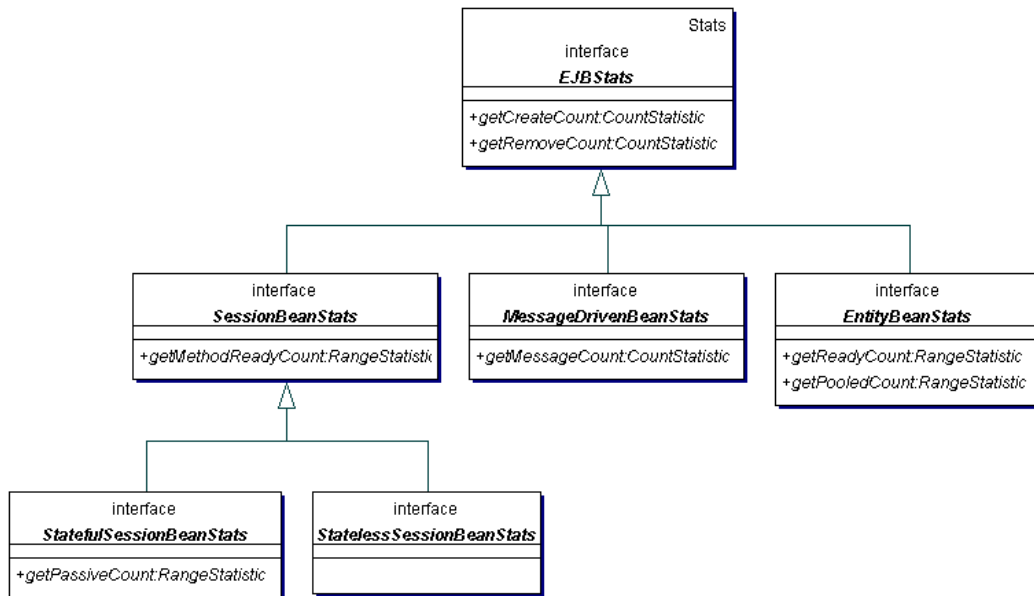 Stats
interface
EJBStats
+getCreateCount:CountStatistic
+getRemoveCount:CountStatistic
interface
SessionBeanStats
+getMethodReadyCount:RangeStatistic
interface
MessageDrivenBeanStats
+getMessageCount:CountStatistic
interface
EntityBeanStats
+getReadyCount:RangeStatistic
+getPooledCount:RangeStatistic
interface
StatefulSessionBeanStats
+getPassiveCount:RangeStatistic
interface
StatelessSessionBeanStats